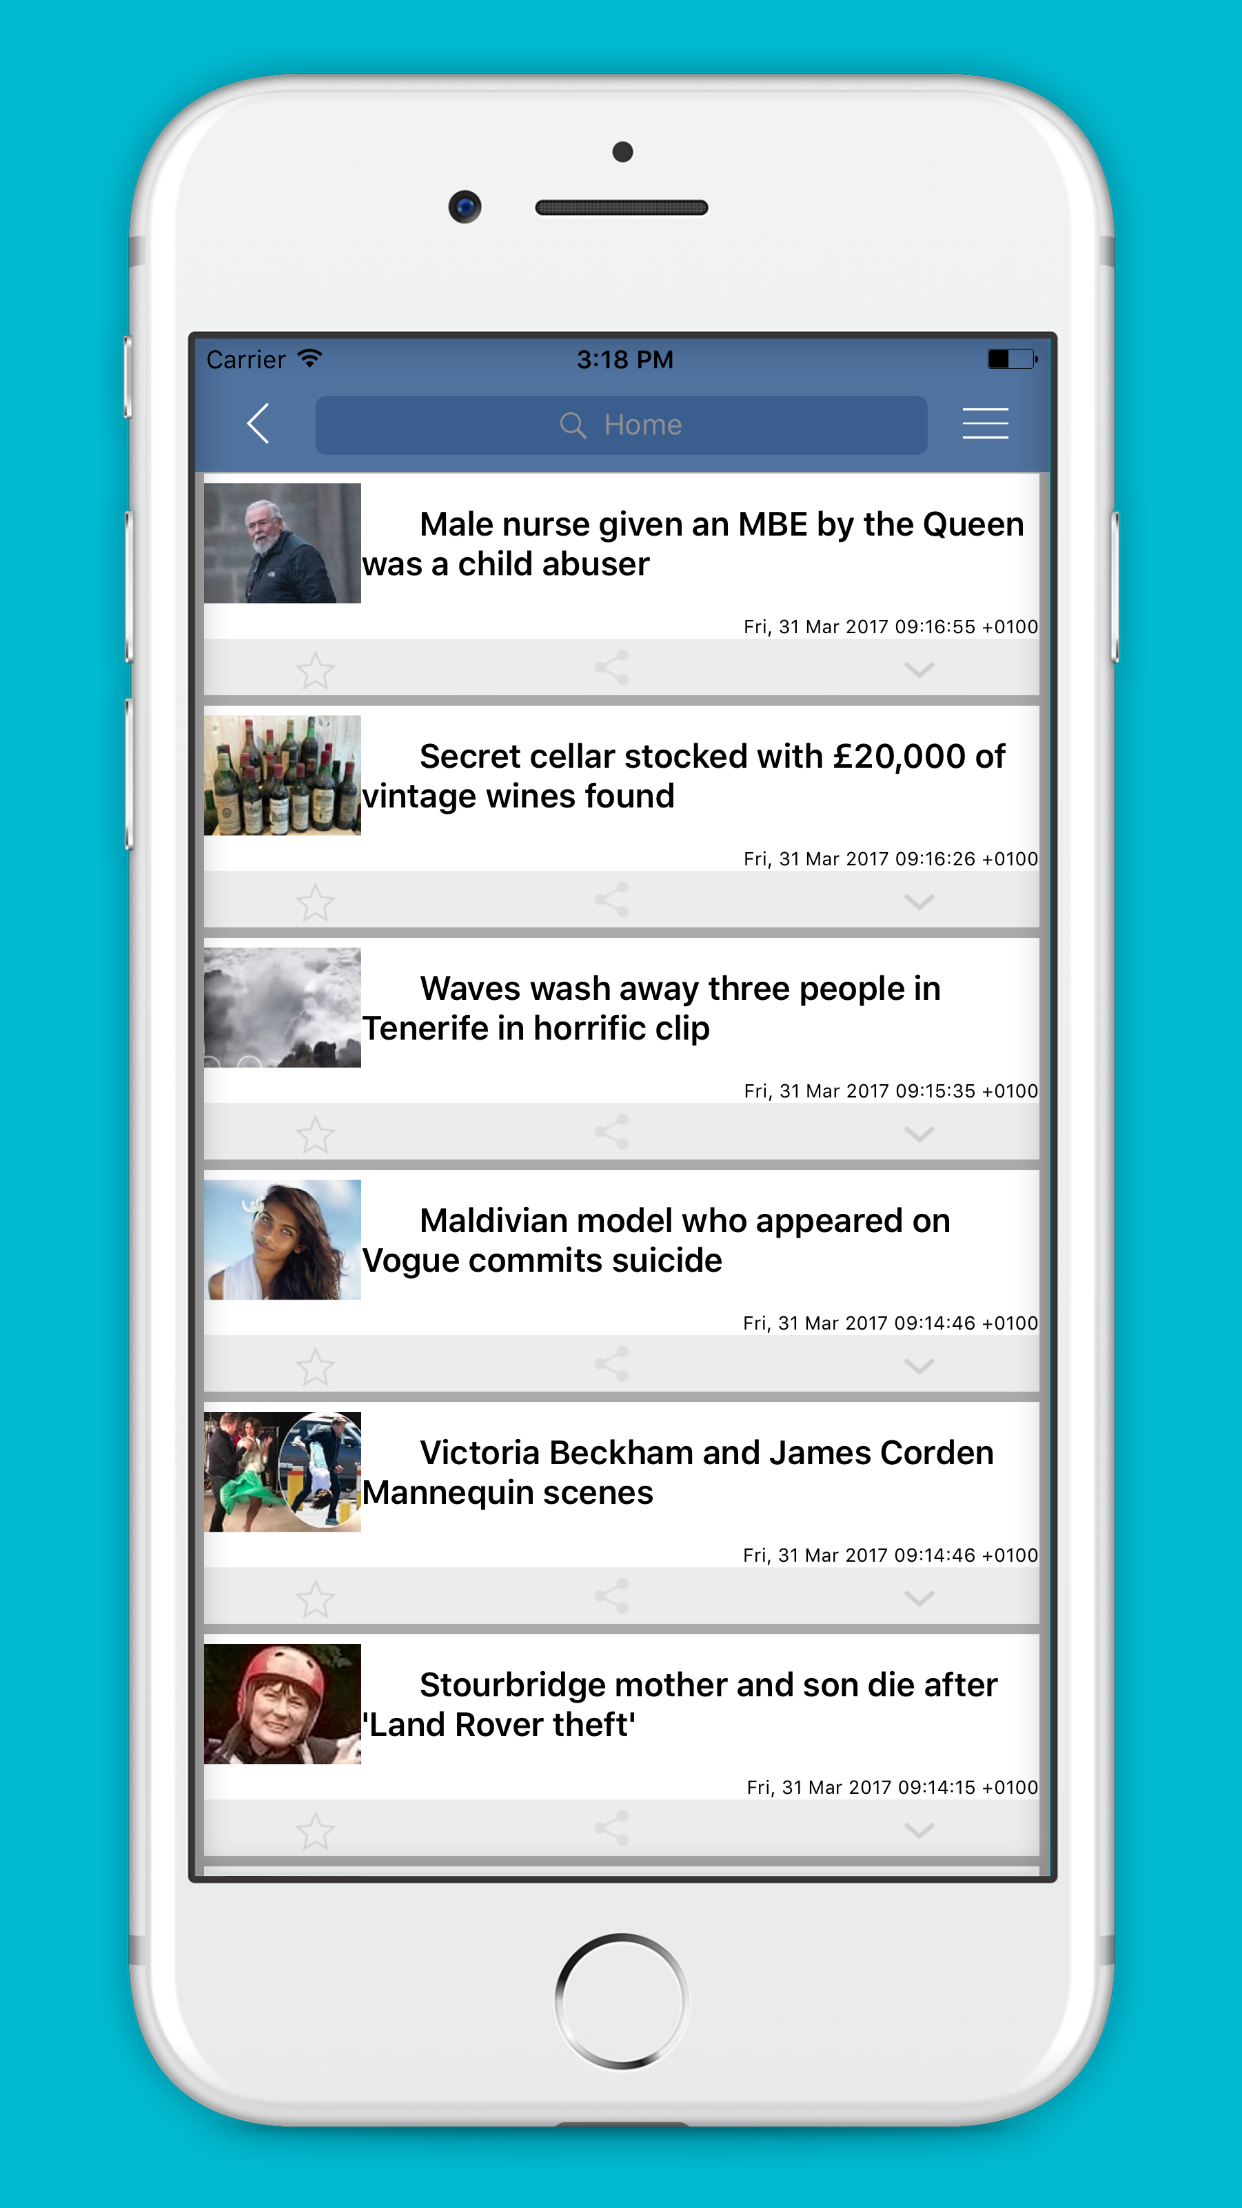 Carrier 3:18 PM
Home
Male nurse given an MBE by the Queen
was a child abuser
Fri, 31 Mar 2017 09:16:55 +0100
Secret cellar stocked with £20,000 of
vintage wines found
Fri, 31 Mar 2017 09:16:26 +0100
Waves wash away three people in
Tenerife in horrific clip
Fri, 31 Mar 2017 09:15:35 +0100
Maldivian model who appeared on
Vogue commits suicide
Fri, 31 Mar 2017 09:14:46 +0100
Victoria Beckham and James Corden
Mannequin scenes
Fri, 31 Mar 2017 09:14:46 +0100
Stourbridge mother and son die after
'Land Rover theft'
Fri, 31 Mar 2017 09:14:15 +0100